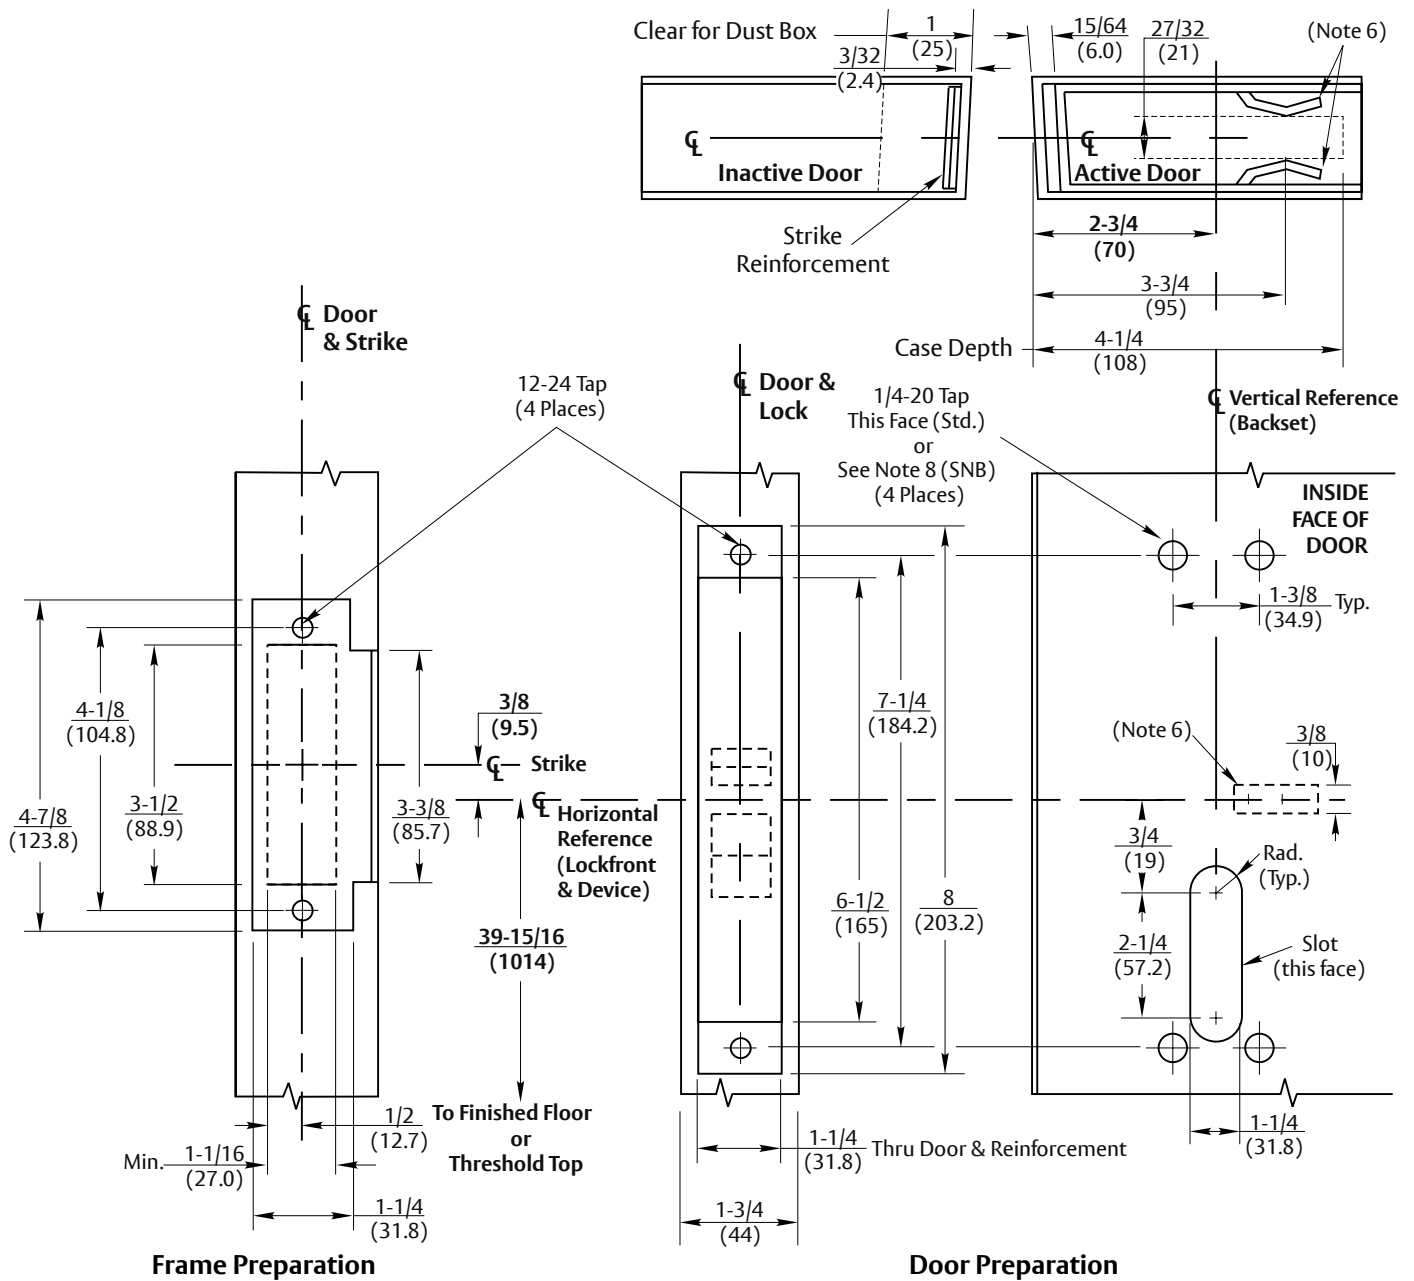 Clear for Dust Box
1
(25)
3/32
(2.4)
15/64
(6.0)
27/32
(21)
(Note 6)
℄
Inactive Door
℄
Active Door
Strike
Reinforcement
2-3/4
(70)
3-3/4
(95)
Case Depth
4-1/4
(108)
℄ Door
& Strike
12-24 Tap
(4 Places)
℄ Door &
Lock
1/4-20 Tap
This Face (Std.)
or
See Note 8 (SNB)
(4 Places)
℄ Vertical Reference
(Backset)
INSIDE
FACE OF
DOOR
1-3/8
(34.9)
Typ.
4-1/8
(104.8)
4-7/8
(123.8)
3-1/2
(88.9)
3-3/8
(85.7)
3/8
(9.5)
℄ Strike
℄ Horizontal
Reference
(Lockfront
& Device)
39-15/16
(1014)
To Finished Floor
or
Threshold Top
7-1/4
(184.2)
6-1/2
(165)
8
(203.2)
(Note 6)
3/8
(10)
3/4
(19)
Rad.
(Typ.)
2-1/4
(57.2)
Slot
(this face)
1-1/4
(31.8)
1/2
(12.7)
Min.
1-1/16
(27.0)
1-1/4
(31.8)
1-1/4
(31.8)
Thru Door & Reinforcement
1-3/4
(44)
Frame Preparation
Door Preparation